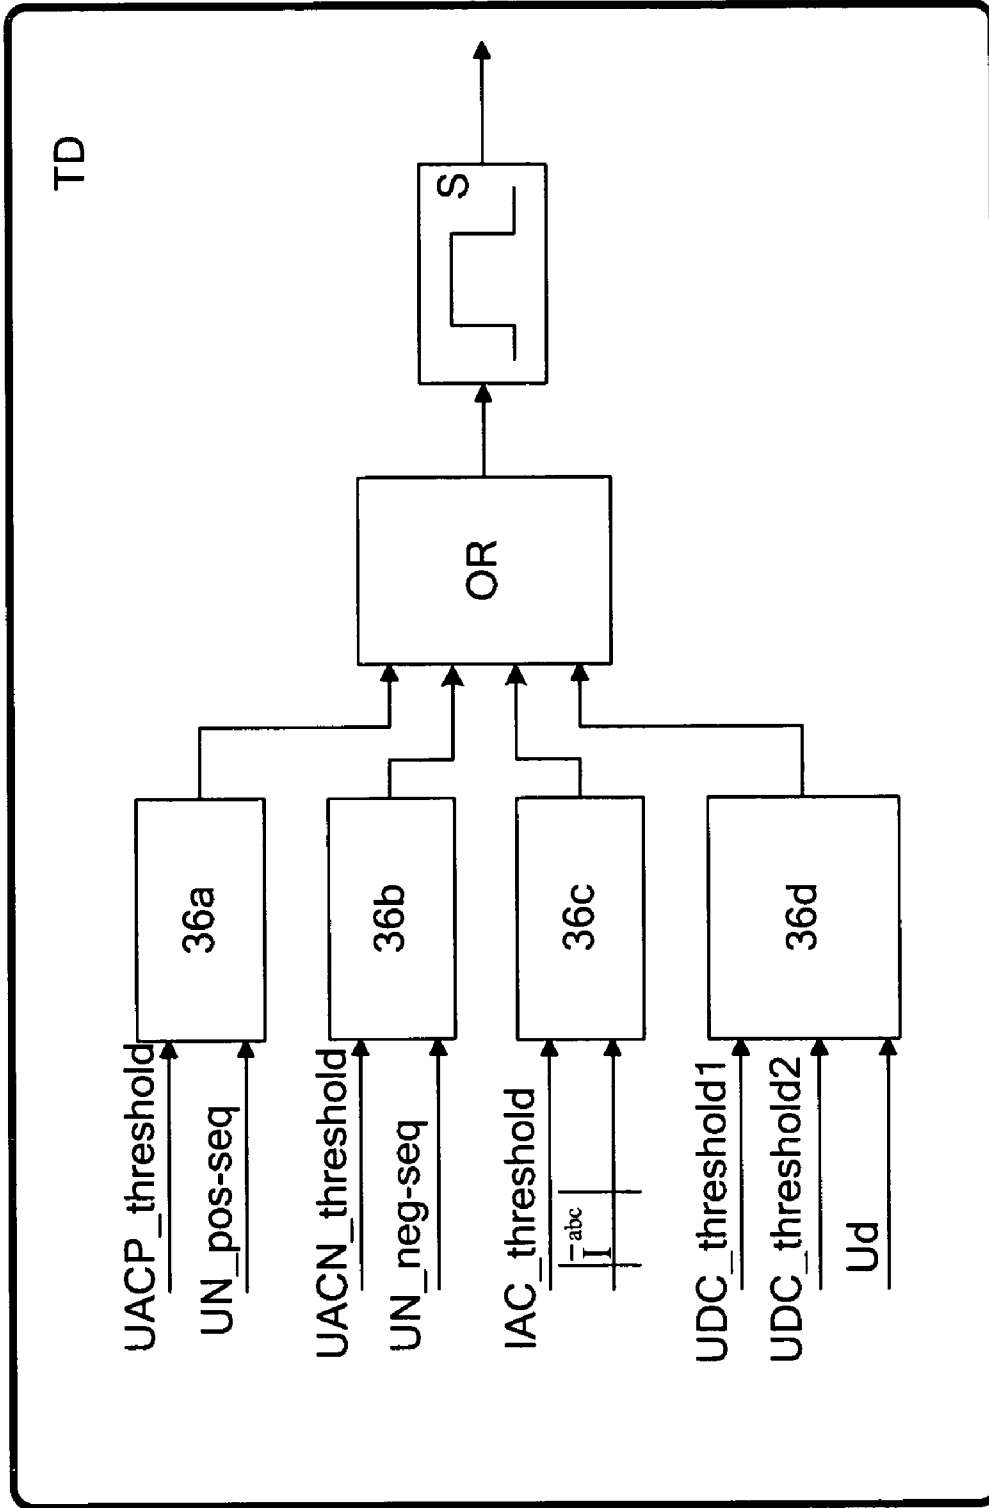 TD
UACP_threshold
UN_pos-seq
36a
UACN_threshold
UN_neg-seq
36b
IAC_threshold
|I̅ᵃᵇᶜ|
36c
UDC_threshold1
UDC_threshold2
Ud
36d
OR
S